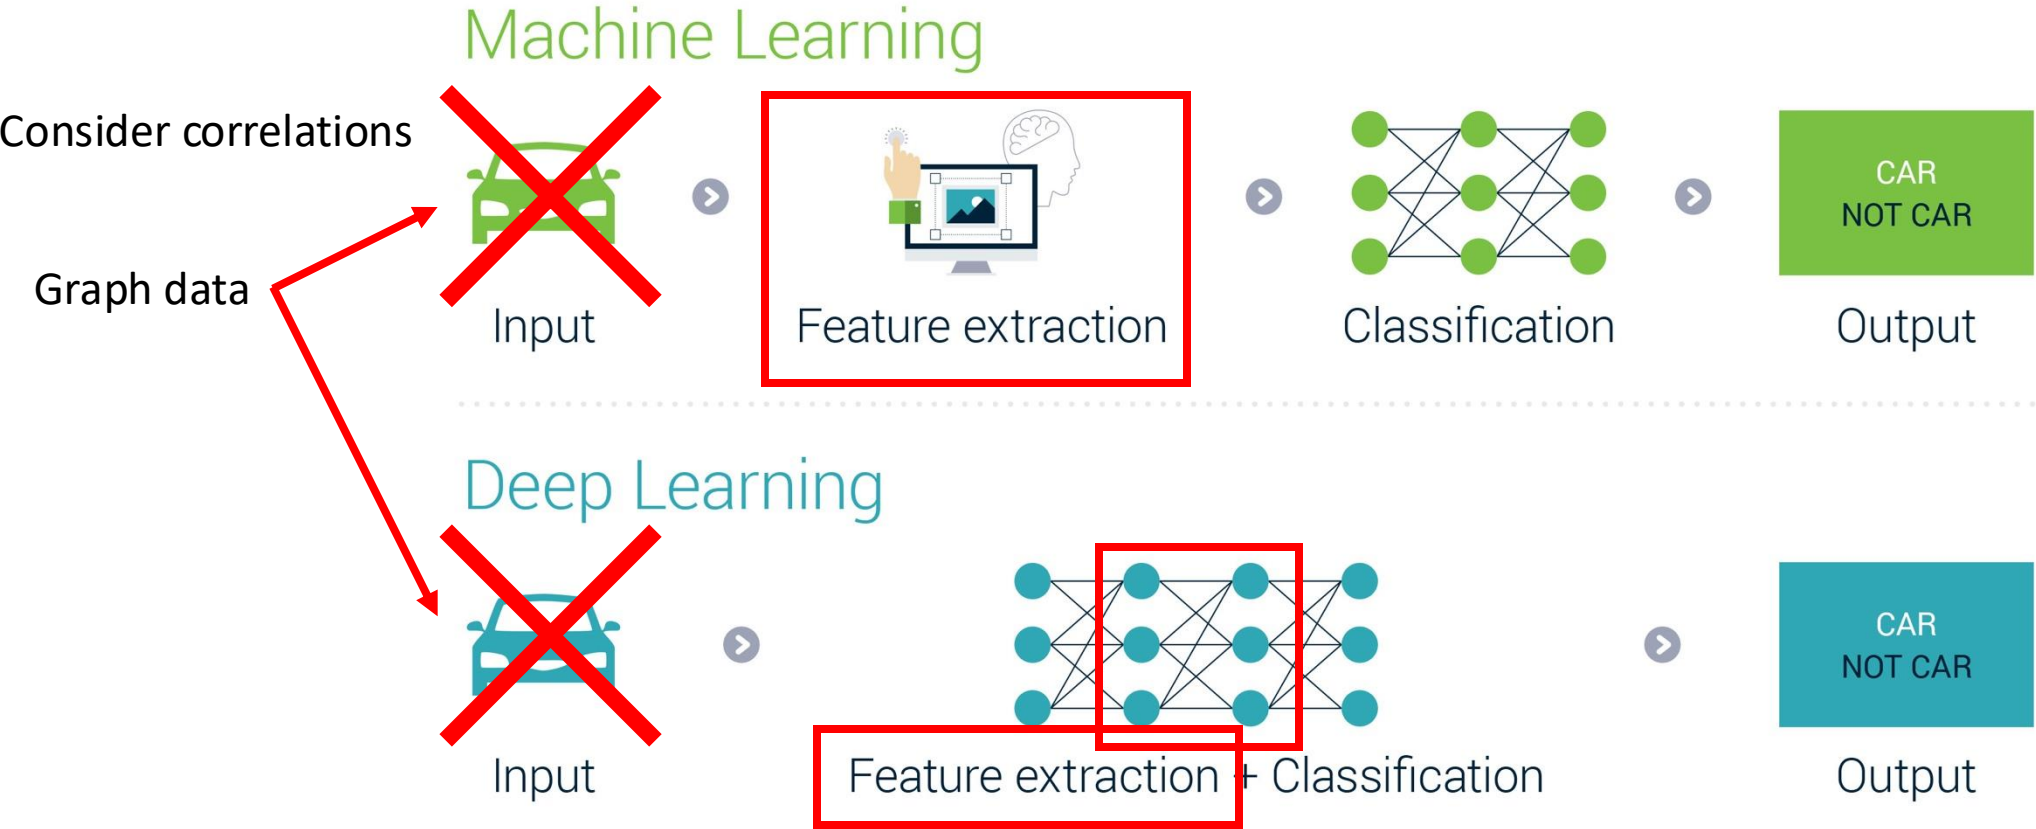 Machine Learning
Consider correlations
Graph data
Input
Feature extraction
Classification
CAR
NOT CAR
Output
Deep Learning
Input
Feature extraction + Classification
CAR
NOT CAR
Output